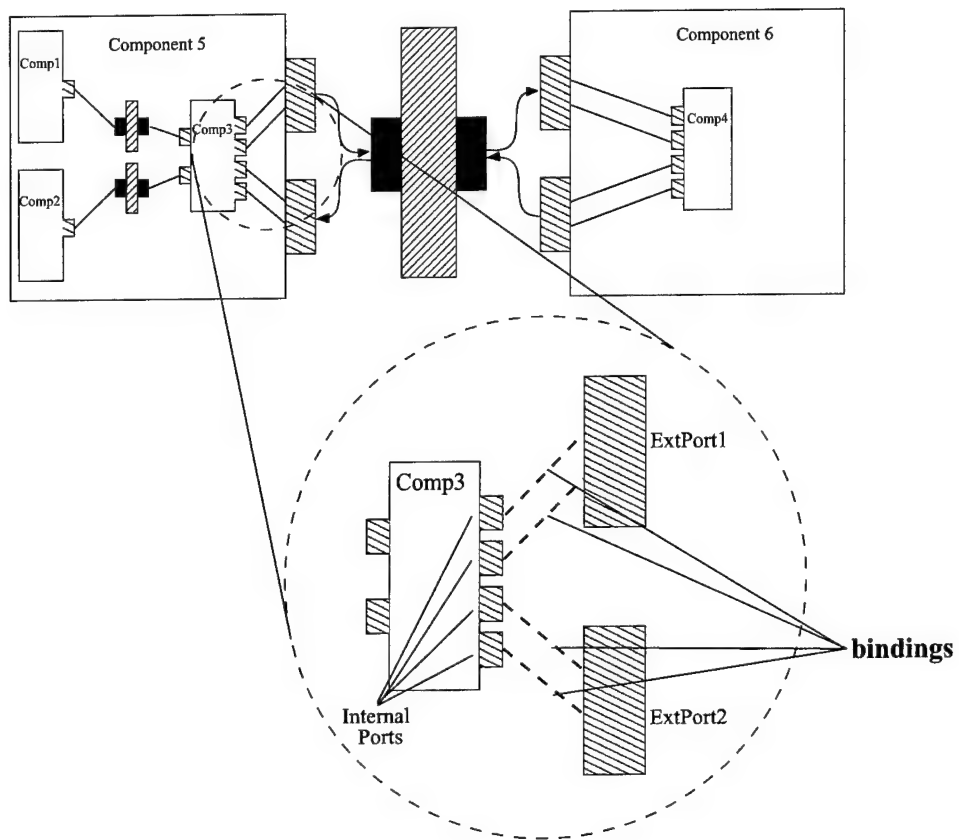 Component 5
Component 6
Comp1
Comp3
Comp4
Comp2
ExtPort1
Comp3
bindings
Internal
Ports
ExtPort2